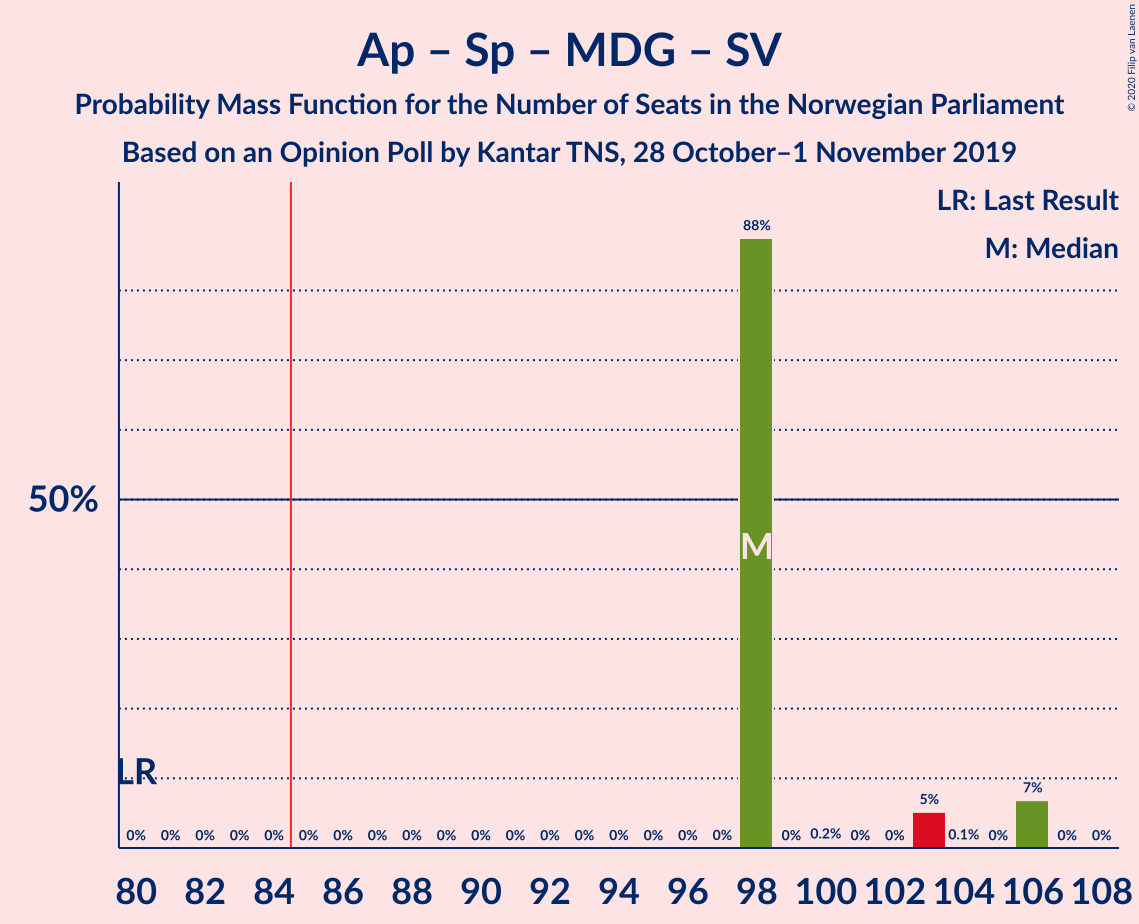 Ap – Sp – MDG – SV
Probability Mass Function for the Number of Seats in the Norwegian Parliament
Based on an Opinion Poll by Kantar TNS, 28 October–1 November 2019
© 2020 Filip van Laenen
LR: Last Result
M: Median
88%
50%
M
LR
7%
5%
0% 0% 0% 0% 0% 0% 0% 0% 0% 0% 0% 0% 0% 0% 0% 0% 0% 0% 0% 0.2% 0% 0% 0.1% 0% 0% 0%
80 82 84 86 88 90 92 94 96 98 100 102 104 106 108